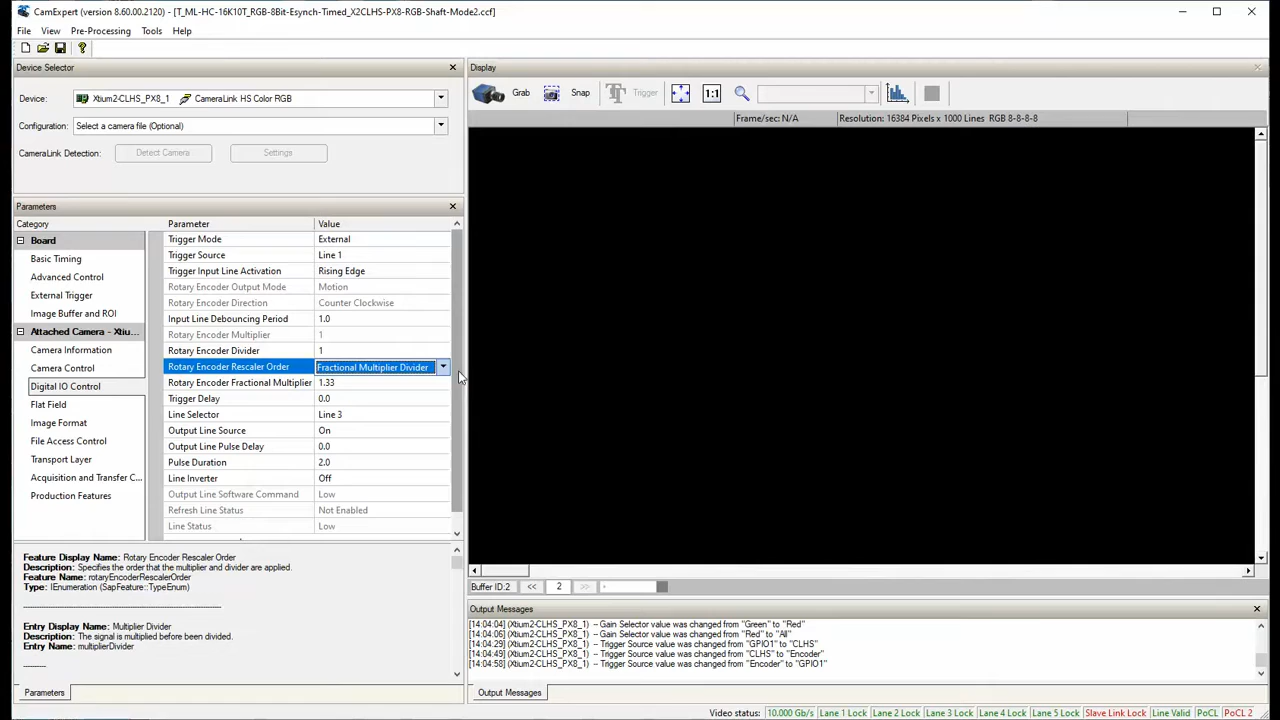 CamExpert (version 8.60.00.2120) - [T_ML-HC-16K10T_RGB-8Bit-Esynch-Timed_X2CLHS-PX8-RGB-Shaft-Mode2.ccf]
File View Pre-Processing Tools Help
Device Selector
Device: Xtium2-CLHS_PX8_1 CameraLink HS Color RGB
Configuration: Select a camera file (Optional)
CameraLink Detection: Detect Camera Settings
Parameters
Category Parameter Value
Board
Basic Timing
Advanced Control
External Trigger
Image Buffer and ROI
Attached Camera - Xtiu...
Camera Information
Camera Control
Digital IO Control
Flat Field
Image Format
File Access Control
Transport Layer
Acquisition and Transfer C...
Production Features
Trigger Mode External
Trigger Source Line 1
Trigger Input Line Activation Rising Edge
Rotary Encoder Output Mode Motion
Rotary Encoder Direction Counter Clockwise
Input Line Debouncing Period 1.0
Rotary Encoder Multiplier 1
Rotary Encoder Divider 1
Rotary Encoder Rescaler Order Fractional Multiplier Divider
Rotary Encoder Fractional Multiplier 1.33
Trigger Delay 0.0
Line Selector Line 3
Output Line Source On
Output Line Pulse Delay 0.0
Pulse Duration 2.0
Line Inverter Off
Output Line Software Command Low
Refresh Line Status Not Enabled
Line Status Low
Feature Display Name: Rotary Encoder Rescaler Order
Description: Specifies the order that the multiplier and divider are applied.
Feature Name: rotaryEncoderRescalerOrder
Type: IEnumeration (SapFeature::TypeEnum)
Entry Display Name: Multiplier Divider
Description: The signal is multiplied before been divided.
Entry Name: multiplierDivider
Parameters
Display
Grab Snap Trigger 1:1
Frame/sec: N/A Resolution: 16384 Pixels x 1000 Lines RGB 8-8-8-8
Buffer ID:2 << 2 >>
Output Messages
[14:04:04] (Xtium2-CLHS_PX8_1) -- Gain Selector value was changed from "Green" to "Red"
[14:04:06] (Xtium2-CLHS_PX8_1) -- Gain Selector value was changed from "Red" to "All"
[14:04:29] (Xtium2-CLHS_PX8_1) -- Trigger Source value was changed from "GPIO1" to "CLHS"
[14:04:49] (Xtium2-CLHS_PX8_1) -- Trigger Source value was changed from "CLHS" to "Encoder"
[14:04:58] (Xtium2-CLHS_PX8_1) -- Trigger Source value was changed from "Encoder" to "GPIO1"
Output Messages
Video status: 10.000 Gb/s Lane 1 Lock Lane 2 Lock Lane 3 Lock Lane 4 Lock Lane 5 Lock Slave Link Lock Line Valid PoCL PoCL 2